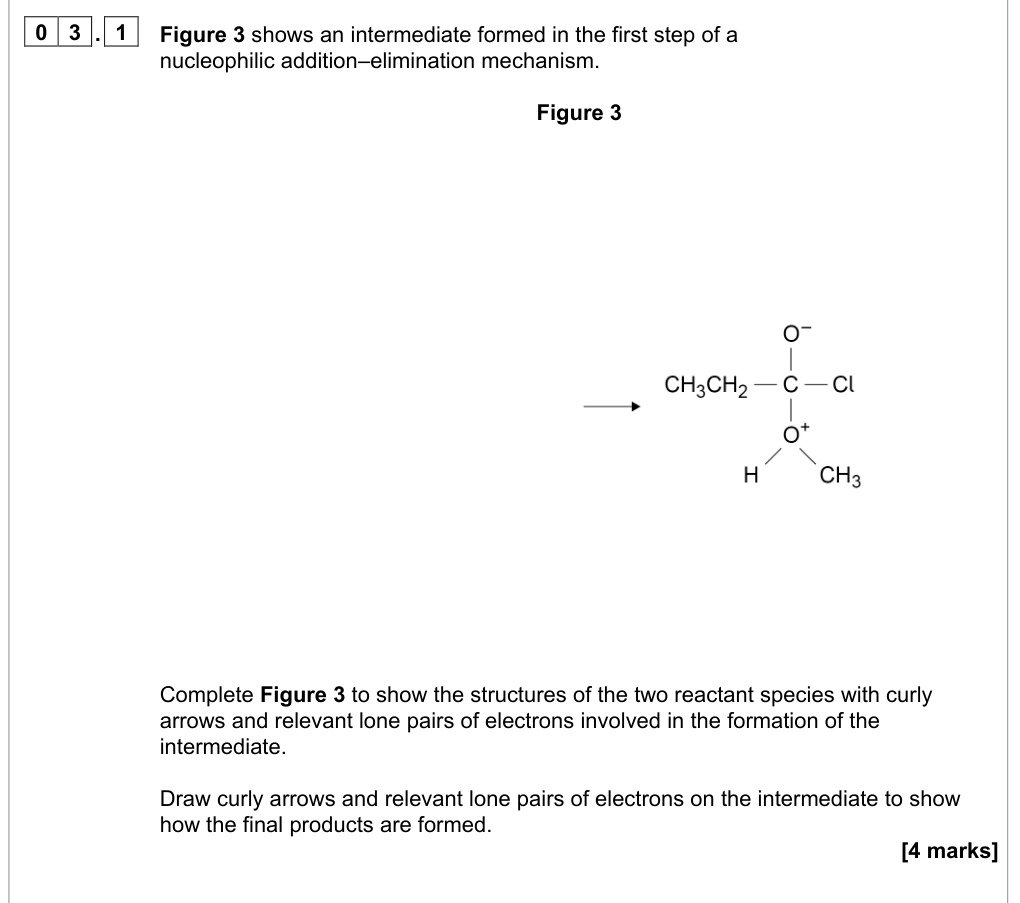 03.1 Figure 3 shows an intermediate formed in the first step of a
nucleophilic addition–elimination mechanism.
Figure 3
O⁻
CH₃CH₂ — C — Cl
O⁺
H CH₃
Complete Figure 3 to show the structures of the two reactant species with curly
arrows and relevant lone pairs of electrons involved in the formation of the
intermediate.
Draw curly arrows and relevant lone pairs of electrons on the intermediate to show
how the final products are formed.
[4 marks]